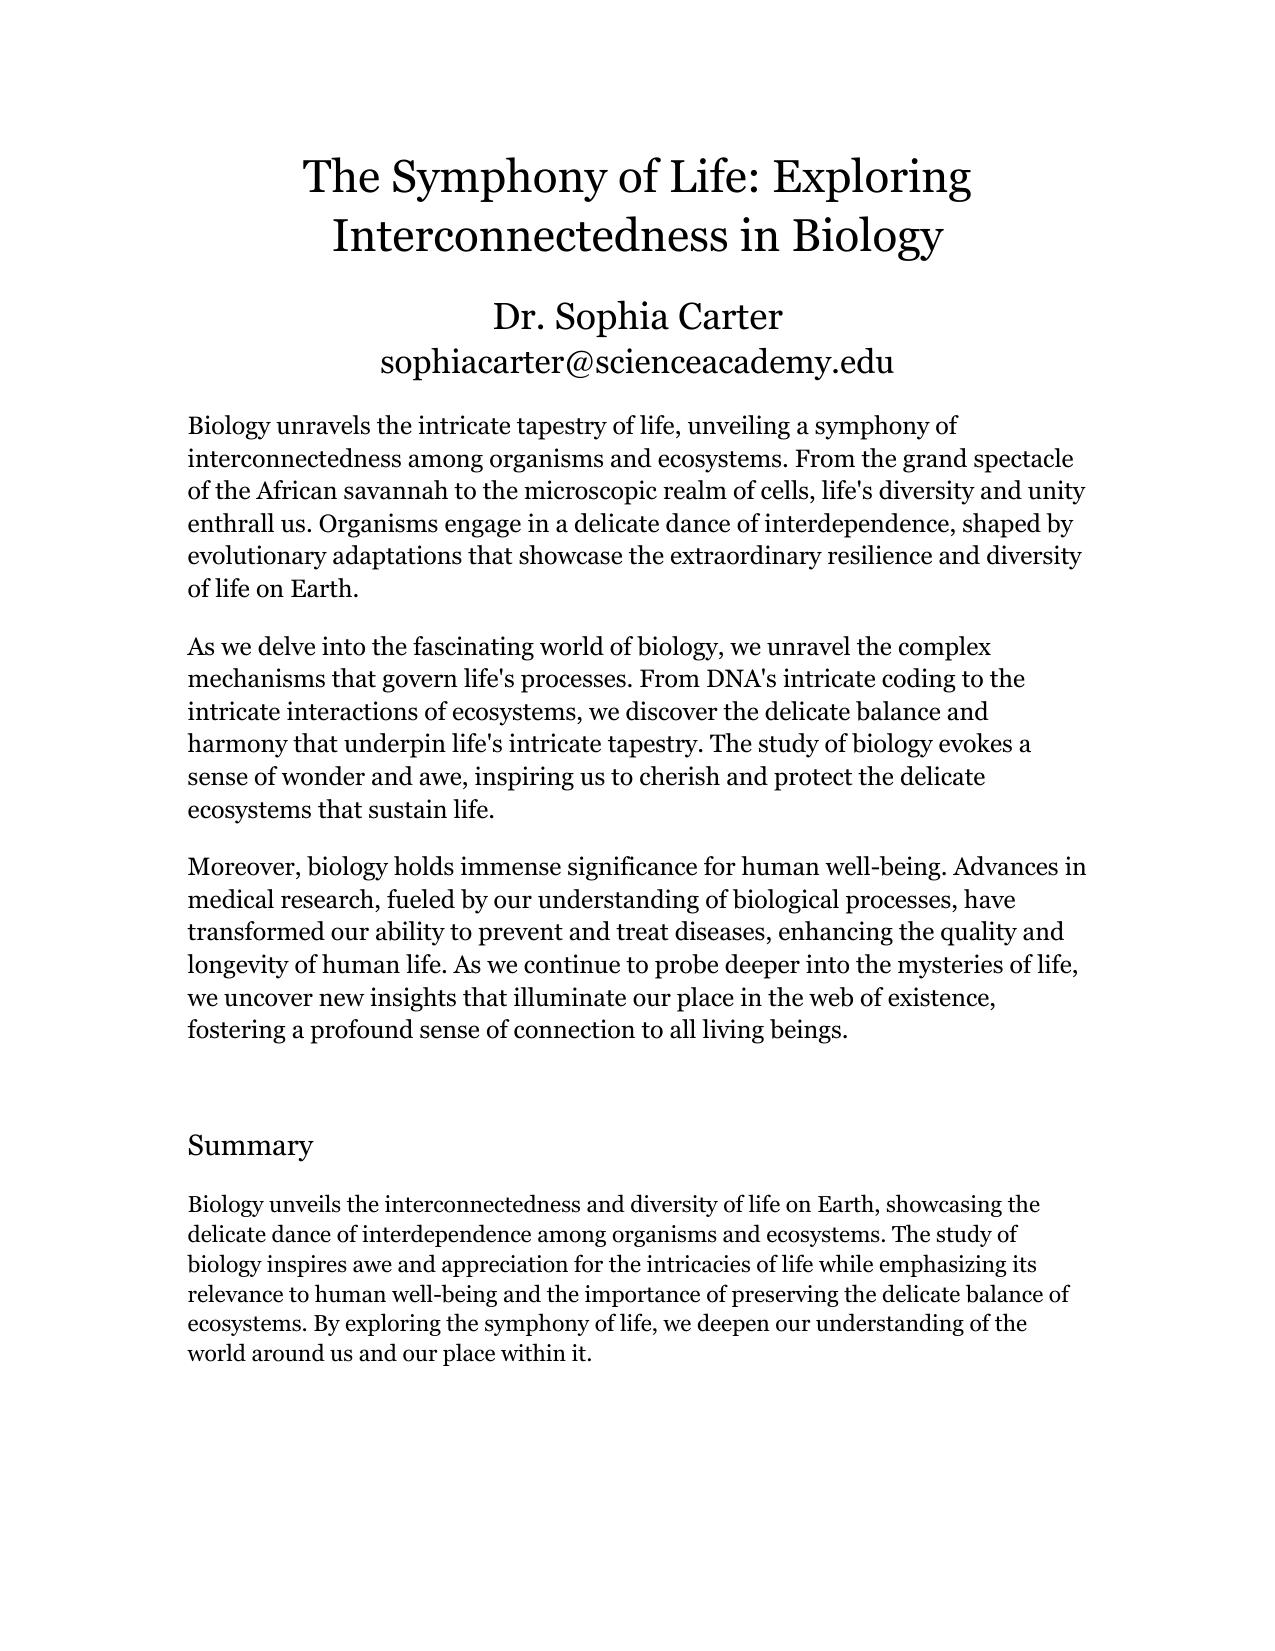 The Symphony of Life: Exploring
Interconnectedness in Biology
Dr. Sophia Carter
sophiacarter@scienceacademy.edu
Biology unravels the intricate tapestry of life, unveiling a symphony of
interconnectedness among organisms and ecosystems. From the grand spectacle
of the African savannah to the microscopic realm of cells, life's diversity and unity
enthrall us. Organisms engage in a delicate dance of interdependence, shaped by
evolutionary adaptations that showcase the extraordinary resilience and diversity
of life on Earth.
As we delve into the fascinating world of biology, we unravel the complex
mechanisms that govern life's processes. From DNA's intricate coding to the
intricate interactions of ecosystems, we discover the delicate balance and
harmony that underpin life's intricate tapestry. The study of biology evokes a
sense of wonder and awe, inspiring us to cherish and protect the delicate
ecosystems that sustain life.
Moreover, biology holds immense significance for human well-being. Advances in
medical research, fueled by our understanding of biological processes, have
transformed our ability to prevent and treat diseases, enhancing the quality and
longevity of human life. As we continue to probe deeper into the mysteries of life,
we uncover new insights that illuminate our place in the web of existence,
fostering a profound sense of connection to all living beings.
Summary
Biology unveils the interconnectedness and diversity of life on Earth, showcasing the
delicate dance of interdependence among organisms and ecosystems. The study of
biology inspires awe and appreciation for the intricacies of life while emphasizing its
relevance to human well-being and the importance of preserving the delicate balance of
ecosystems. By exploring the symphony of life, we deepen our understanding of the
world around us and our place within it.